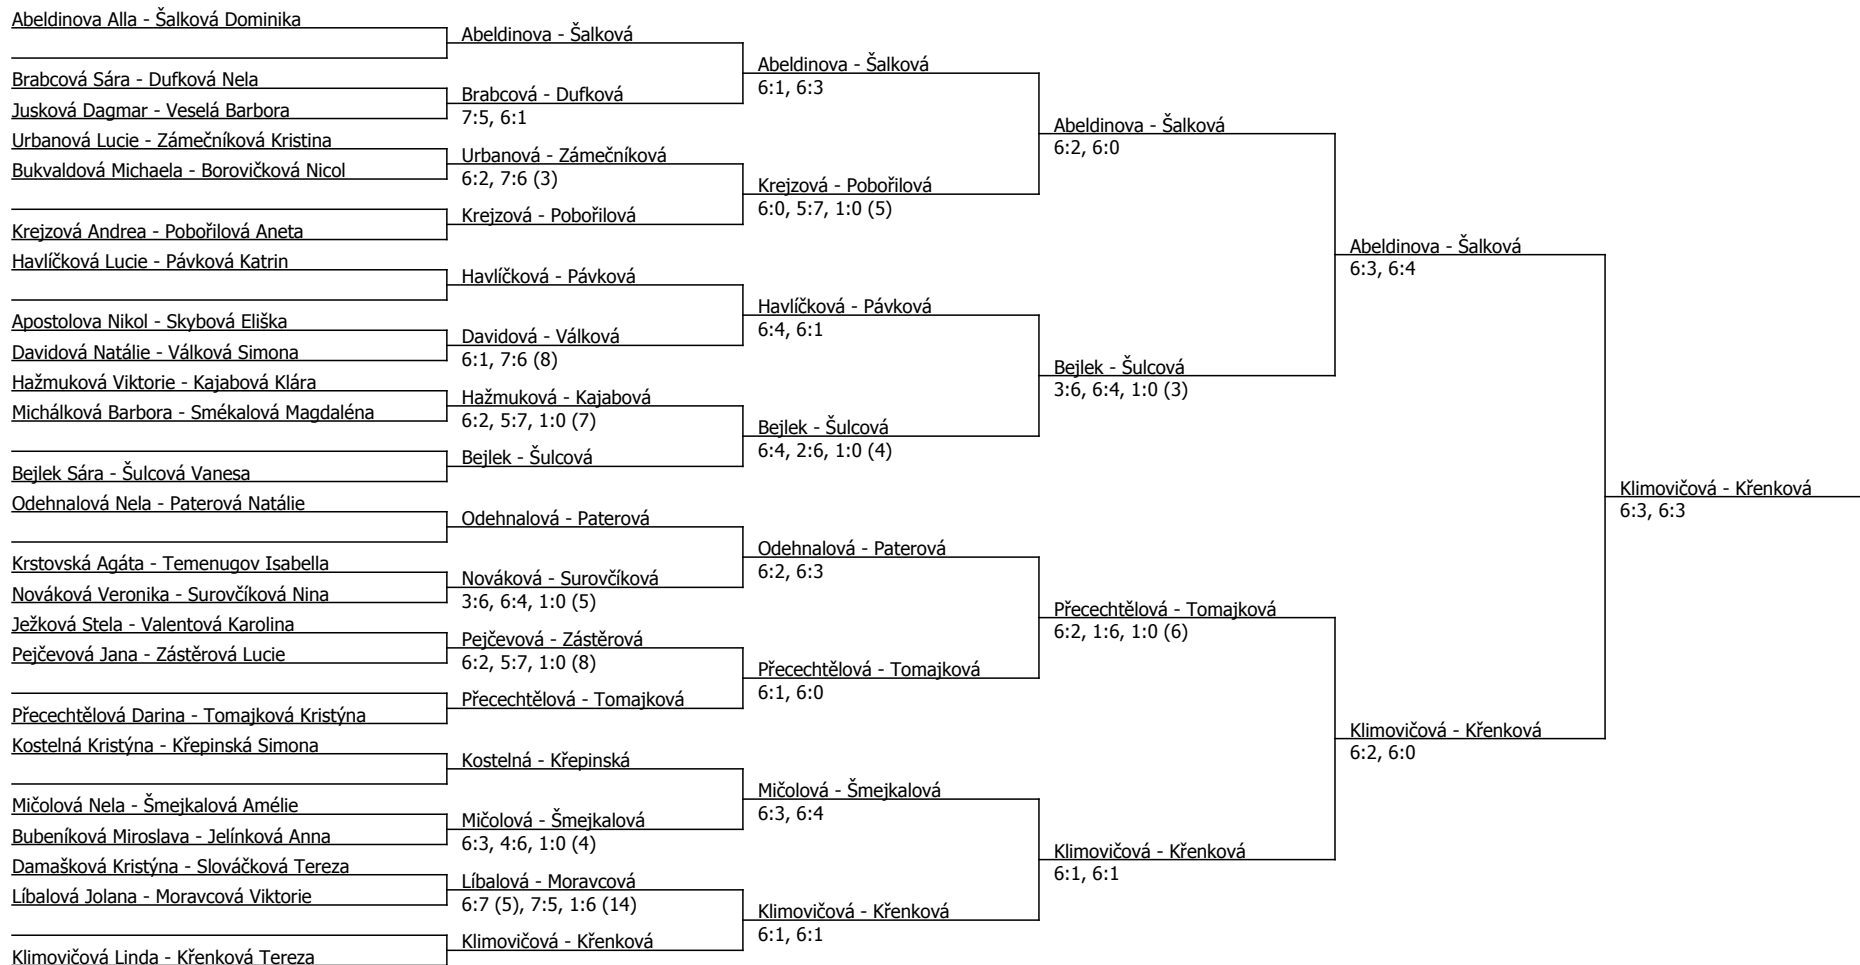 Abeldinova Alla - Šalková Dominika
Brabcová Sára - Dufková Nela
Jusková Dagmar - Veselá Barbora
Urbanová Lucie - Zámečníková Kristina
Bukvaldová Michaela - Borovičková Nicol
Krejzová Andrea - Pobořilová Aneta
Havlíčková Lucie - Pávková Katrin
Apostolova Nikol - Skybová Eliška
Davidová Natálie - Válková Simona
Hažmuková Viktorie - Kajabová Klára
Michálková Barbora - Smékalová Magdaléna
Bejlek Sára - Šulcová Vanesa
Odehnalová Nela - Paterová Natálie
Krstovská Agáta - Temenugov Isabella
Nováková Veronika - Surovčíková Nina
Ježková Stela - Valentová Karolina
Pejčevová Jana - Zástěrová Lucie
Přecechtělová Darina - Tomajková Kristýna
Kostelná Kristýna - Křepinská Simona
Mičolová Nela - Šmejkalová Amélie
Bubeníková Miroslava - Jelínková Anna
Damašková Kristýna - Slováčková Tereza
Líbalová Jolana - Moravcová Viktorie
Klimovičová Linda - Křenková Tereza
Abeldinova - Šalková
Brabcová - Dufková
7:5, 6:1
Urbanová - Zámečníková
6:2, 7:6 (3)
Krejzová - Pobořilová
Havlíčková - Pávková
Davidová - Válková
6:1, 7:6 (8)
Hažmuková - Kajabová
6:2, 5:7, 1:0 (7)
Bejlek - Šulcová
Odehnalová - Paterová
Nováková - Surovčíková
3:6, 6:4, 1:0 (5)
Pejčevová - Zástěrová
6:2, 5:7, 1:0 (8)
Přecechtělová - Tomajková
Kostelná - Křepinská
Mičolová - Šmejkalová
6:3, 4:6, 1:0 (4)
Líbalová - Moravcová
6:7 (5), 7:5, 1:6 (14)
Klimovičová - Křenková
Abeldinova - Šalková
6:1, 6:3
Krejzová - Pobořilová
6:0, 5:7, 1:0 (5)
Havlíčková - Pávková
6:4, 6:1
Bejlek - Šulcová
6:4, 2:6, 1:0 (4)
Odehnalová - Paterová
6:2, 6:3
Přecechtělová - Tomajková
6:1, 6:0
Mičolová - Šmejkalová
6:3, 6:4
Klimovičová - Křenková
6:1, 6:1
Abeldinova - Šalková
6:2, 6:0
Bejlek - Šulcová
3:6, 6:4, 1:0 (3)
Přecechtělová - Tomajková
6:2, 1:6, 1:0 (6)
Klimovičová - Křenková
6:1, 6:1
Abeldinova - Šalková
6:3, 6:4
Klimovičová - Křenková
6:2, 6:0
Klimovičová - Křenková
6:3, 6:3